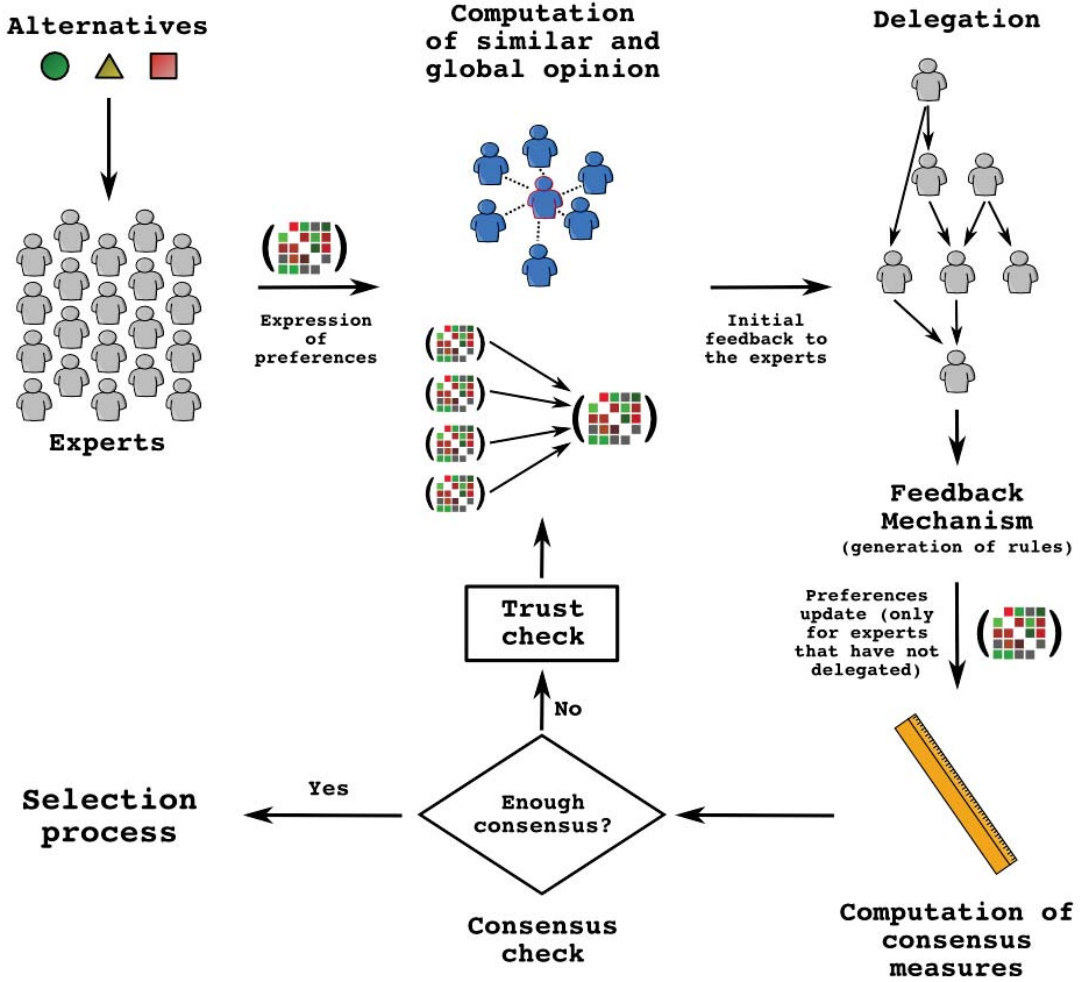 Alternatives
Experts
Expression
of
preferences
Computation
of similar and
global opinion
Initial
feedback to
the experts
Delegation
Feedback
Mechanism
(generation of rules)
Preferences
update (only
for experts
that have not
delegated)
Computation of
consensus
measures
Enough
consensus?
Consensus
check
No
Trust
check
Yes
Selection
process